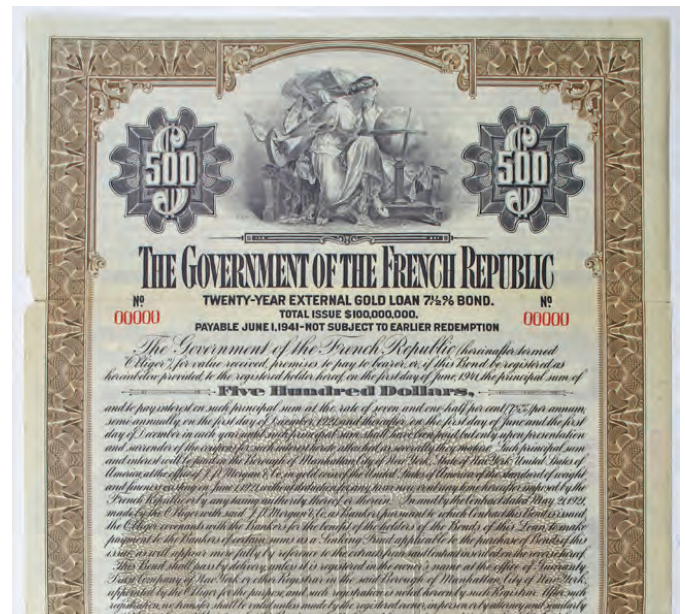 $ 500
$ 500
THE GOVERNMENT OF THE FRENCH REPUBLIC
Nº
00000
TWENTY-YEAR EXTERNAL GOLD LOAN 7½% BOND.
TOTAL ISSUE $100,000,000.
PAYABLE JUNE 1, 1941-NOT SUBJECT TO EARLIER REDEMPTION
Nº
00000
The Government of the French Republic (hereinafter termed
"Obligor"), for value received, promises to pay to bearer, or, if this Bond be registered as
hereinbelow provided, to the registered holder hereof, on the first day of June, 1941, the principal sum of
Five Hundred Dollars,
and to pay interest on such principal sum at the rate of seven and one half per cent (7½%) per annum,
semi-annually, on the first day of December, 1921, and thereafter on the first day of June and the first
day of December in each year until such principal sum shall have been paid, but only upon presentation
and surrender of the coupons for such interest hereto attached, as severally they mature. Such principal sum
and interest will be paid in the Borough of Manhattan, City of New York, State of New York, United States of
America, at the office of J. P. Morgan & Co., in gold coin of the United States of America of the standard of weight
and fineness existing on June 1, 1921, without deduction for any
French Republic or by any taxing authority thereof or therein. In and by the Contract dated May 21, 1921,
made by the Obligor with said J. P. Morgan & Co., as Bankers, pursuant to which Contract this Bond is issued,
the Obligor covenants with the Bankers for the benefit of the holders of the Bonds of this Loan, to make
payment to the Bankers of certain sums as a Sinking Fund applicable to the purchase of Bonds of this
issue, as will appear more fully by reference to the extracts from said Contract inserted on the reverse hereof.
This Bond shall pass by delivery, unless it is registered in the owner's name at the office of Guaranty
Trust Company of New York or other Registrar in the said Borough of Manhattan, City of New York,
appointed by the Obligor for the purpose, and such registration is noted hereon by such Registrar. After such
registration, no transfer shall be valid unless made by the registered owner, in person or by attorney